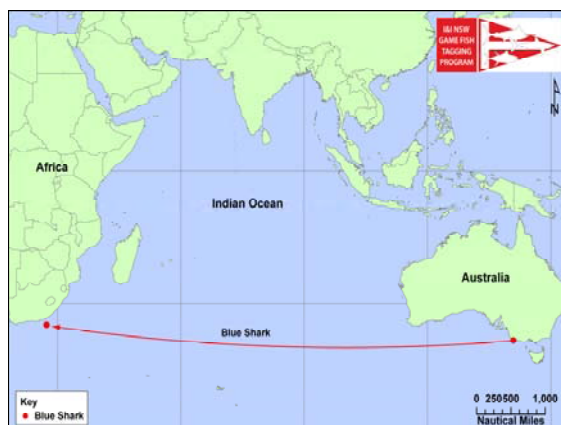 I&I NSW
GAME FISH
TAGGING
PROGRAM
N
Africa
Indian Ocean
Australia
Blue Shark
Key
Blue Shark
0 250500 1,000
Nautical Miles